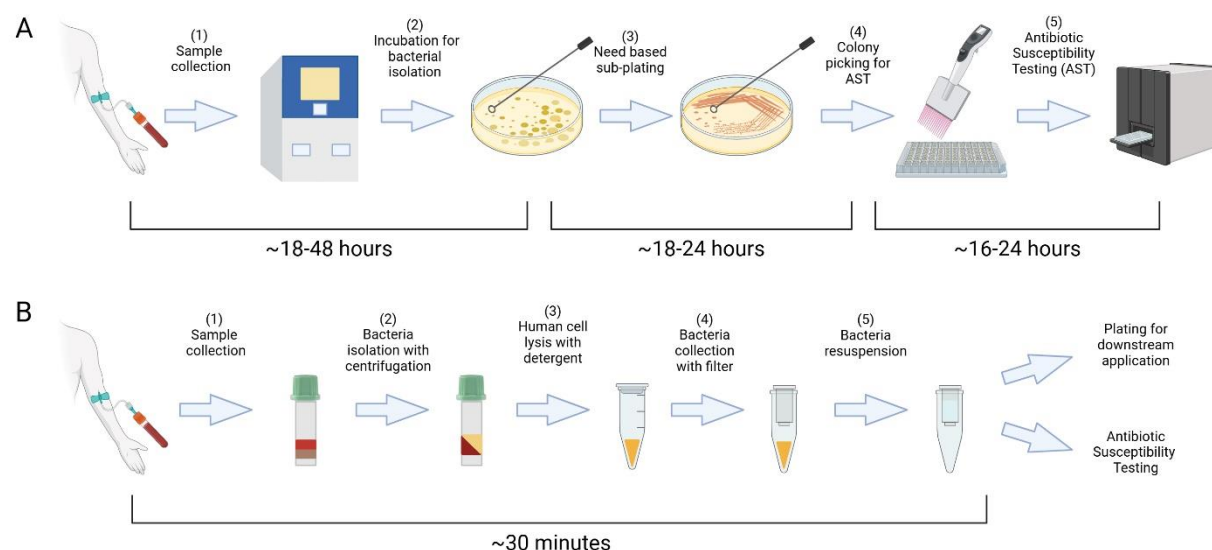 A
(1)
Sample
collection
(2)
Incubation for
bacterial
isolation
(3)
Need based
sub-plating
(4)
Colony
picking for
AST
(5)
Antibiotic
Susceptibility
Testing (AST)
~18-48 hours
~18-24 hours
~16-24 hours
B
(1)
Sample
collection
(2)
Bacteria
isolation with
centrifugation
(3)
Human cell
lysis with
detergent
(4)
Bacteria
collection
with filter
(5)
Bacteria
resuspension
Plating for
downstream
application
Antibiotic
Susceptibility
Testing
~30 minutes